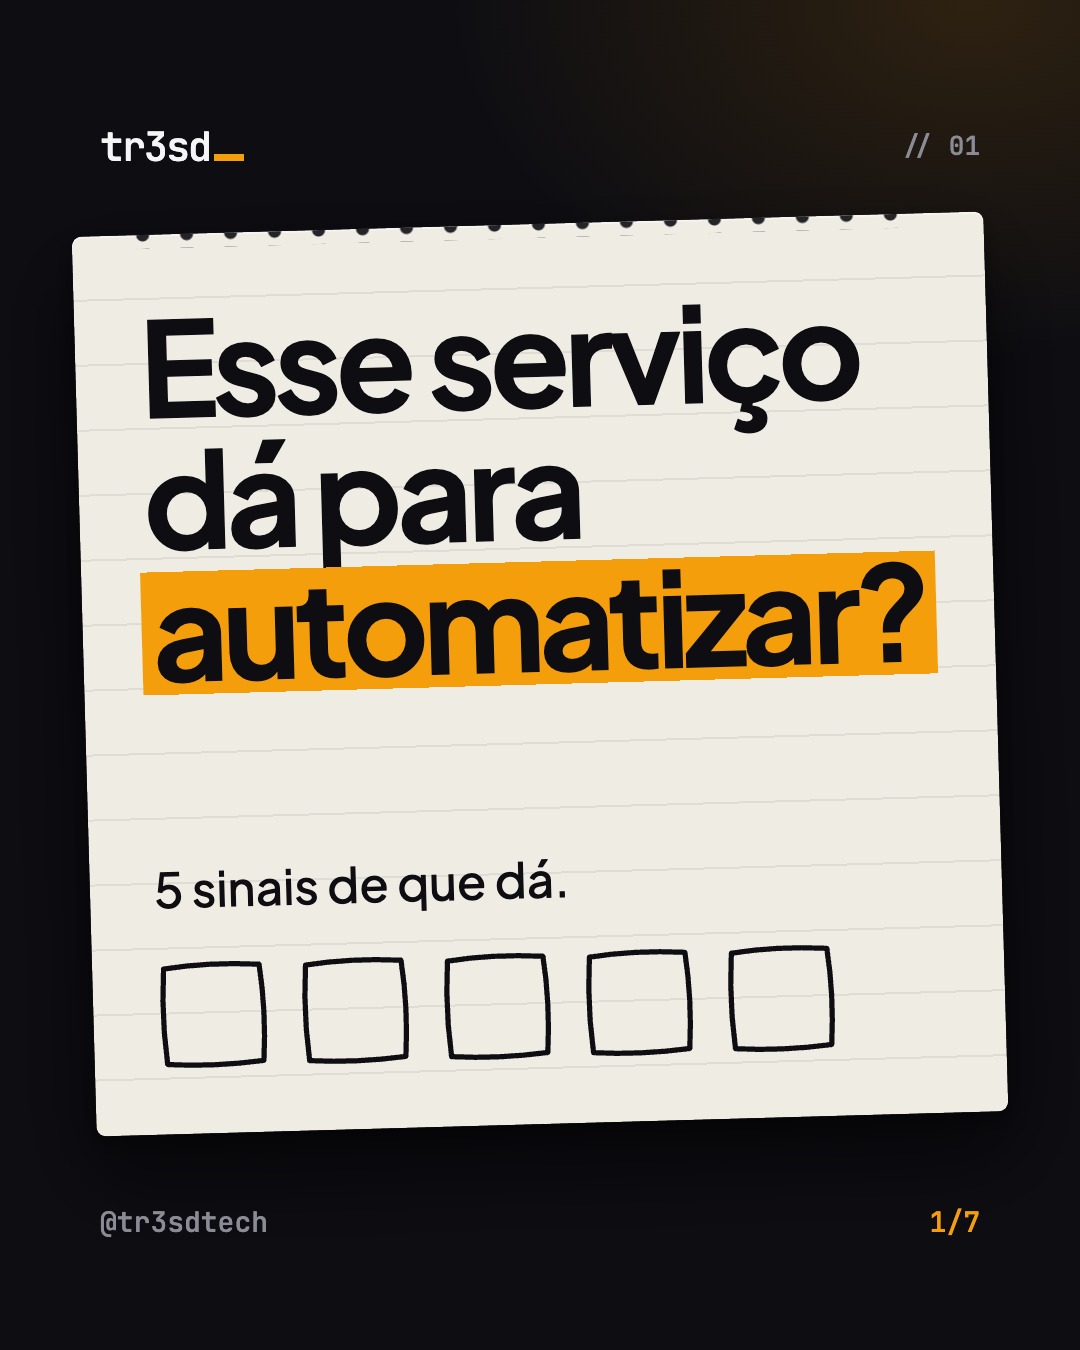 tr3sd_
// 01
Esse serviço
dá para
automatizar?
5 sinais de que dá.
@tr3sdtech
1/7